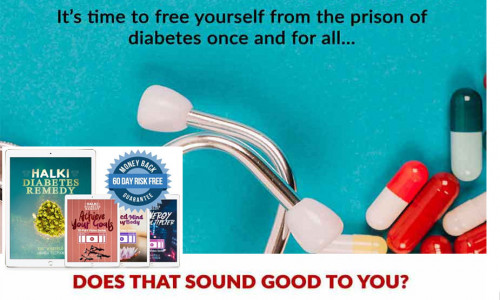 It's time to free yourself from the prison of
diabetes once and for all...
MONEY BACK
60 DAY RISK FREE
GUARANTEE
HALKI
DIABETES
REMEDY
Achieve
Your Goals
DOES THAT SOUND GOOD TO YOU?